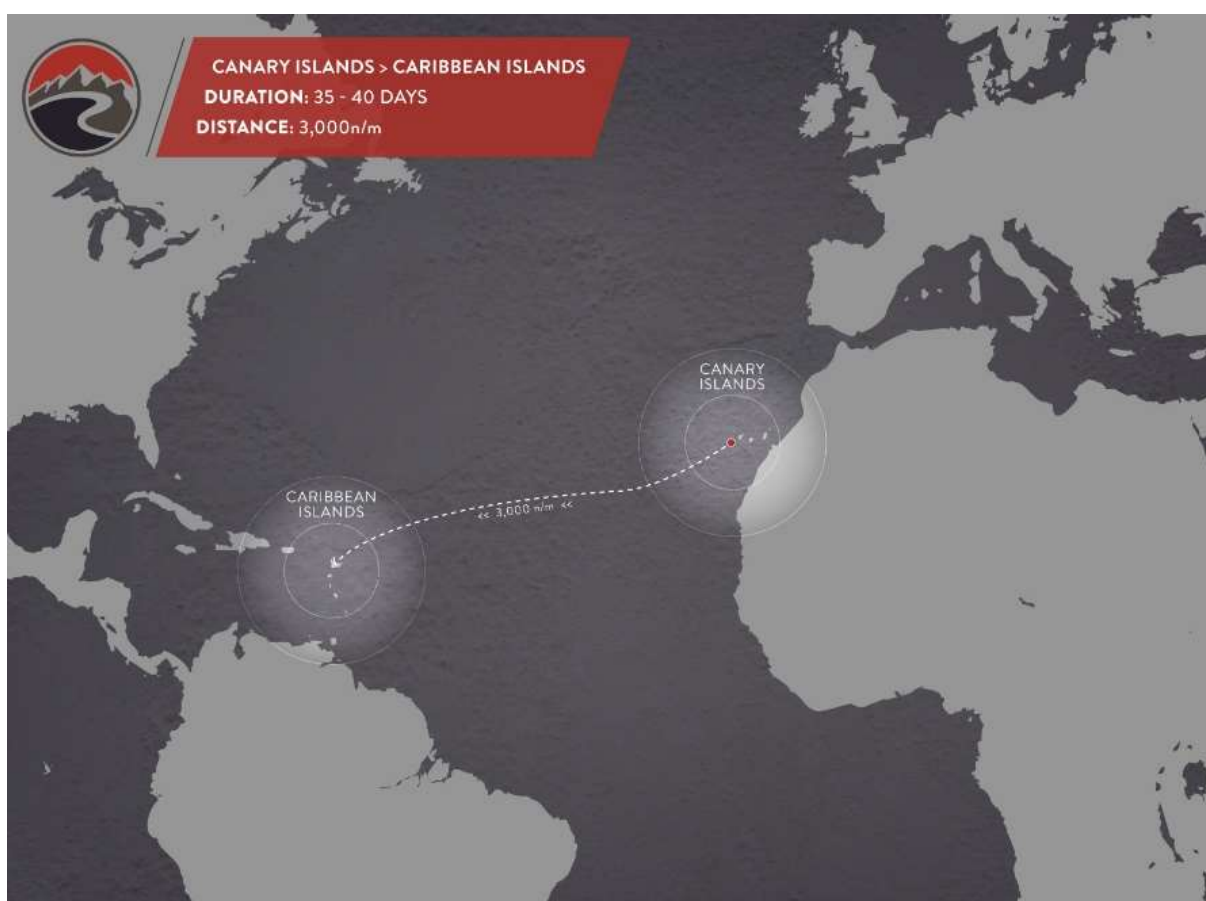 CANARY ISLANDS > CARIBBEAN ISLANDS
DURATION: 35 - 40 DAYS
DISTANCE: 3,000n/m
CANARY
ISLANDS
CARIBBEAN
ISLANDS
<< 3,000 n/m <<